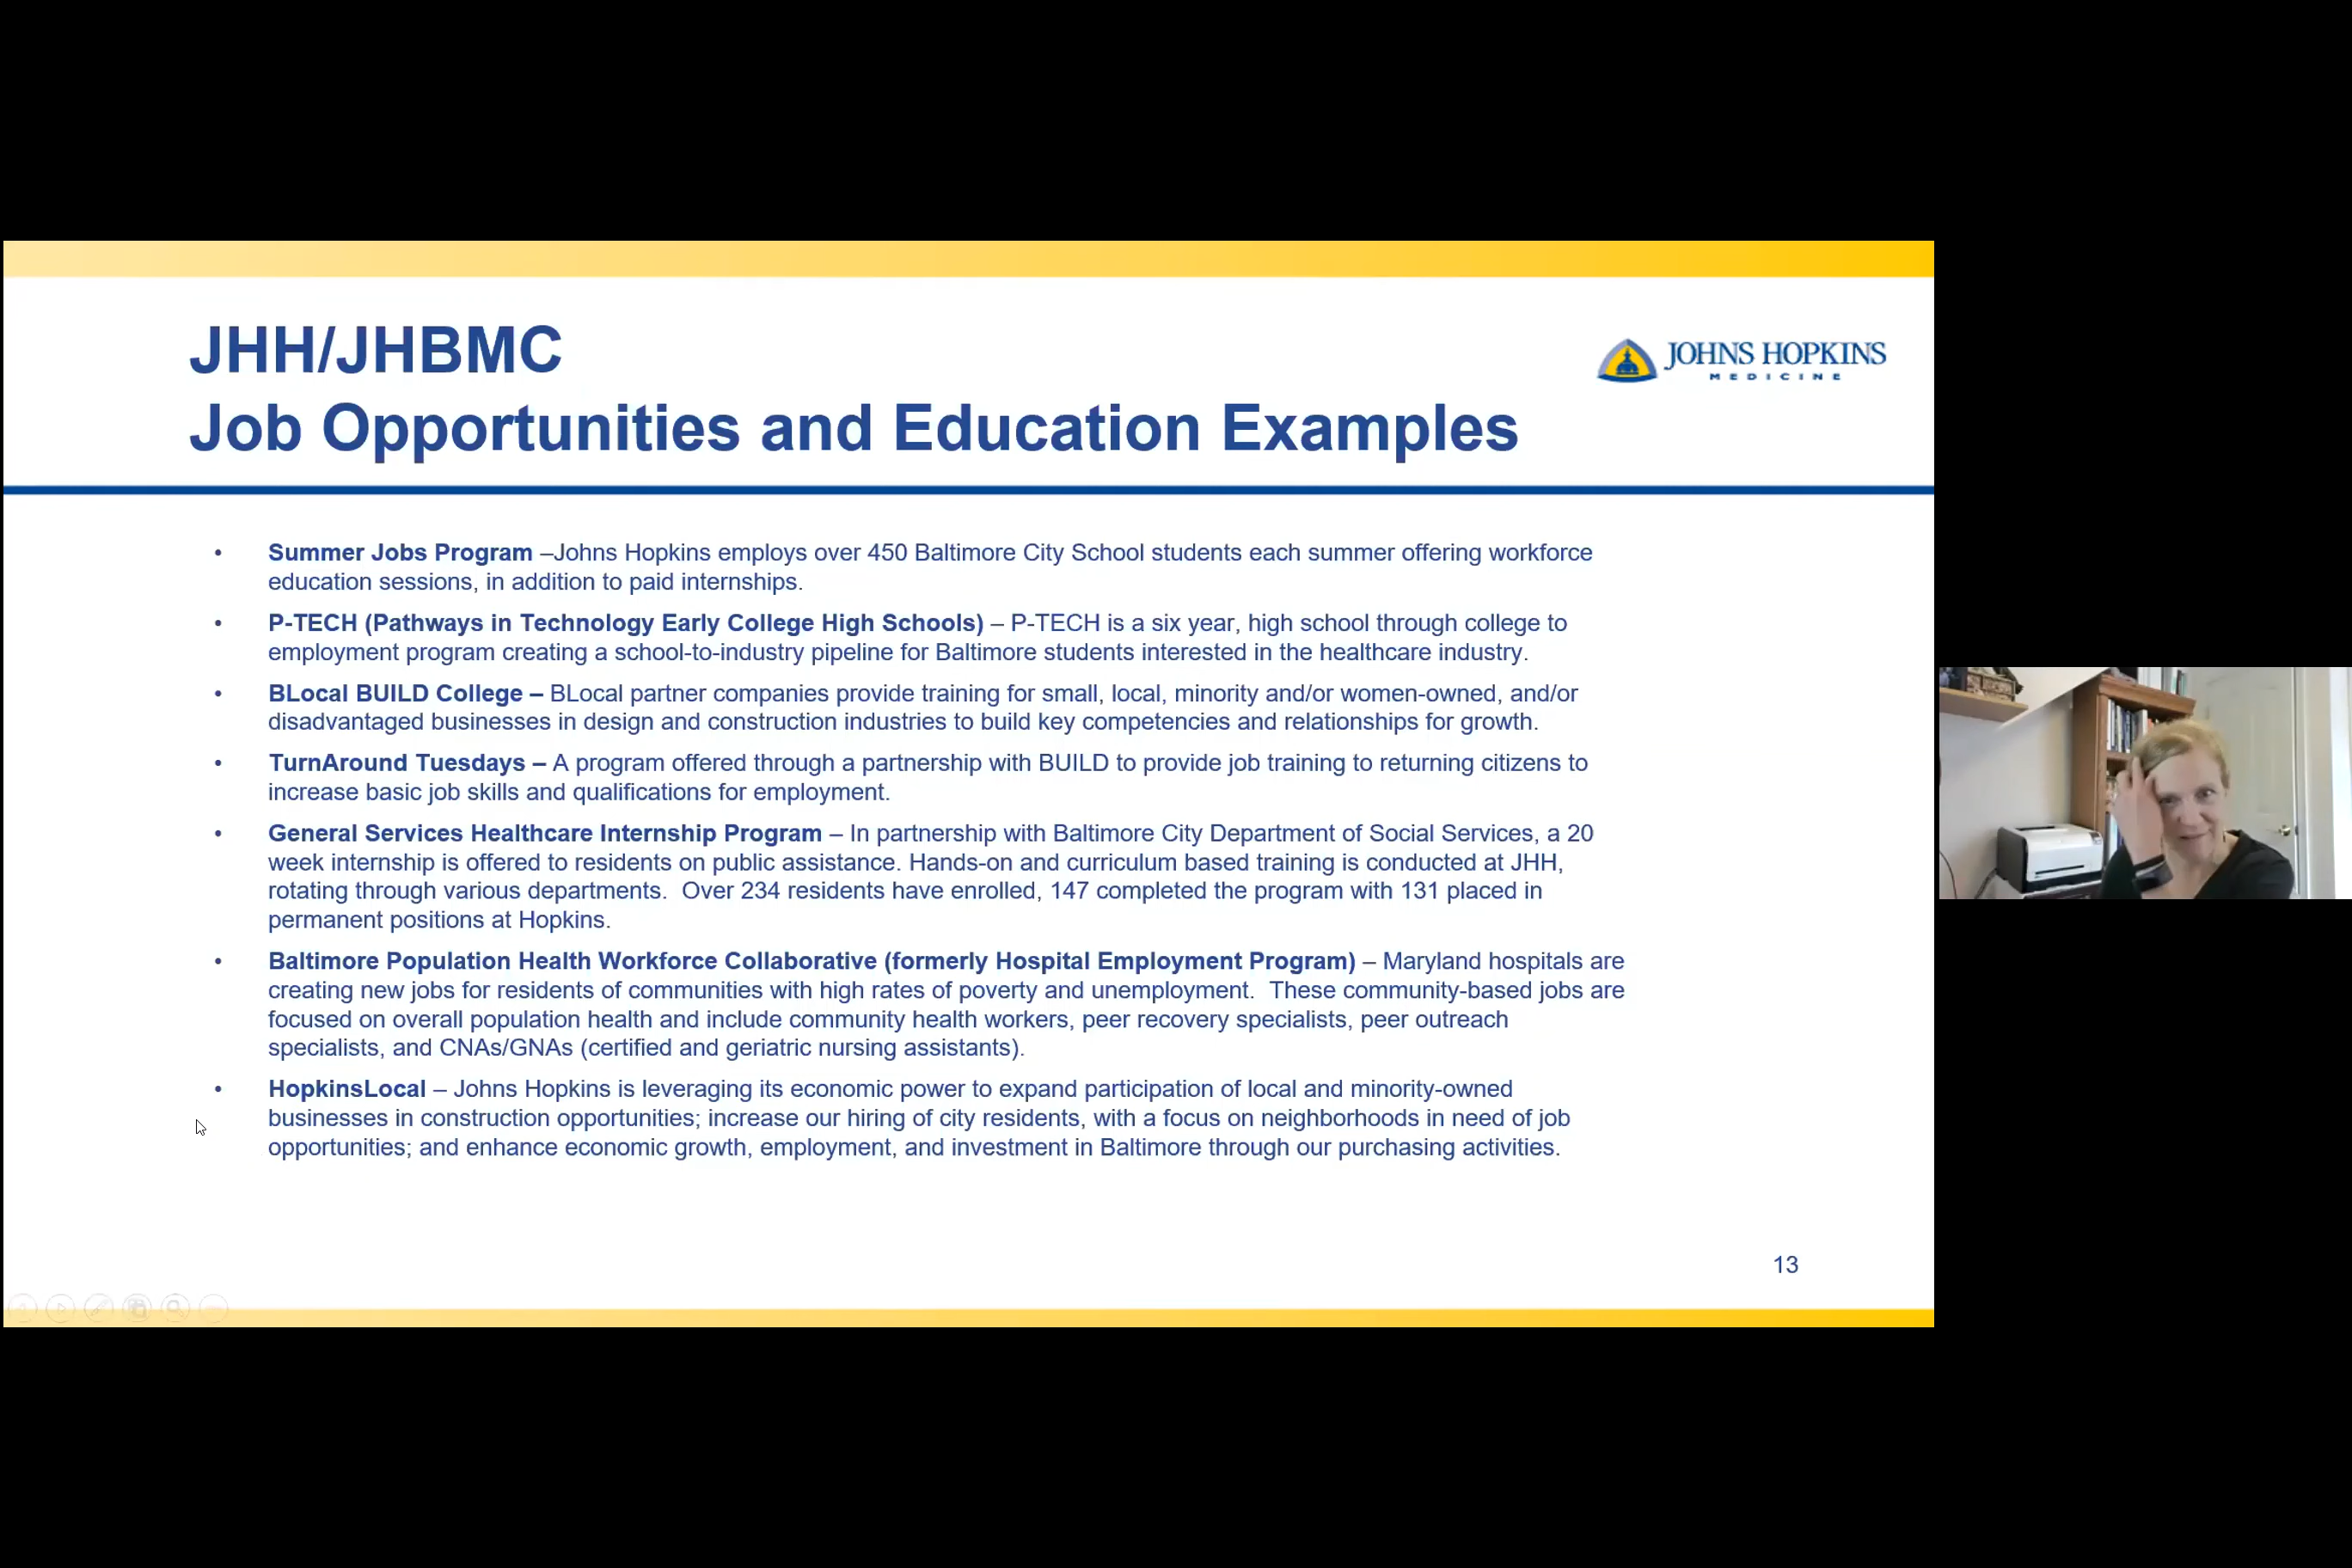 JHH/JHBMC
Job Opportunities and Education Examples
JOHNS HOPKINS
MEDICINE
• Summer Jobs Program –Johns Hopkins employs over 450 Baltimore City School students each summer offering workforce
education sessions, in addition to paid internships.
• P-TECH (Pathways in Technology Early College High Schools) – P-TECH is a six year, high school through college to
employment program creating a school-to-industry pipeline for Baltimore students interested in the healthcare industry.
• BLocal BUILD College – BLocal partner companies provide training for small, local, minority and/or women-owned, and/or
disadvantaged businesses in design and construction industries to build key competencies and relationships for growth.
• TurnAround Tuesdays – A program offered through a partnership with BUILD to provide job training to returning citizens to
increase basic job skills and qualifications for employment.
• General Services Healthcare Internship Program – In partnership with Baltimore City Department of Social Services, a 20
week internship is offered to residents on public assistance. Hands-on and curriculum based training is conducted at JHH,
rotating through various departments.  Over 234 residents have enrolled, 147 completed the program with 131 placed in
permanent positions at Hopkins.
• Baltimore Population Health Workforce Collaborative (formerly Hospital Employment Program) – Maryland hospitals are
creating new jobs for residents of communities with high rates of poverty and unemployment.  These community-based jobs are
focused on overall population health and include community health workers, peer recovery specialists, peer outreach
specialists, and CNAs/GNAs (certified and geriatric nursing assistants).
• HopkinsLocal – Johns Hopkins is leveraging its economic power to expand participation of local and minority-owned
businesses in construction opportunities; increase our hiring of city residents, with a focus on neighborhoods in need of job
opportunities; and enhance economic growth, employment, and investment in Baltimore through our purchasing activities.
13